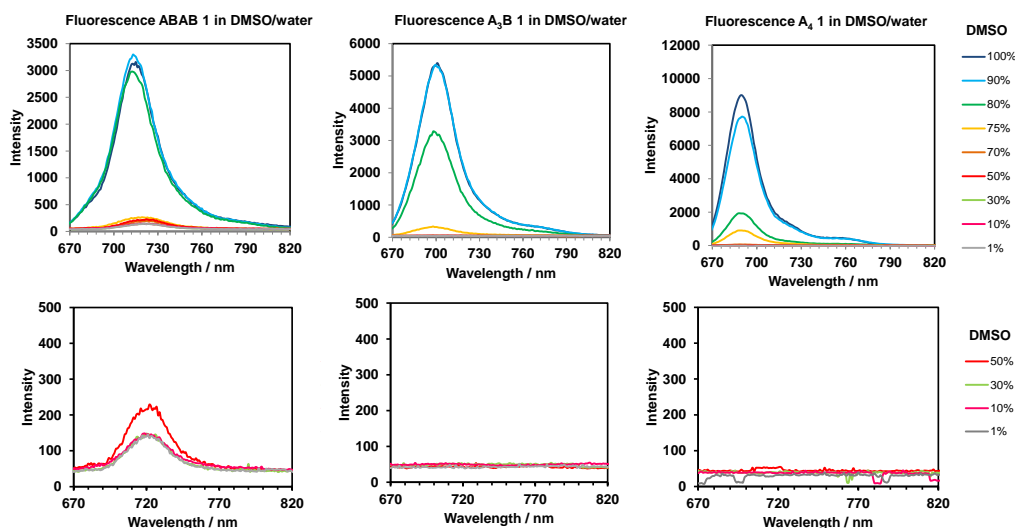 Fluorescence ABAB 1 in DMSO/water
3500
3000
2500
2000
1500
1000
500
0
Intensity
670 700 730 760 790 820
Wavelength / nm
Fluorescence A₃B 1 in DMSO/water
6000
5000
4000
3000
2000
1000
0
Intensity
670 700 730 760 790 820
Wavelength / nm
Fluorescence A₄ 1 in DMSO/water
12000
10000
8000
6000
4000
2000
0
Intensity
670 700 730 760 790 820
Wavelength / nm
DMSO
100%
90%
80%
75%
70%
50%
30%
10%
1%
500
400
300
200
100
0
Intensity
670 720 770 820
Wavelength / nm
500
400
300
200
100
0
Intensity
670 720 770 820
Wavelength / nm
500
400
300
200
100
0
Intensity
670 720 770 820
Wavelength / nm
DMSO
50%
30%
10%
1%